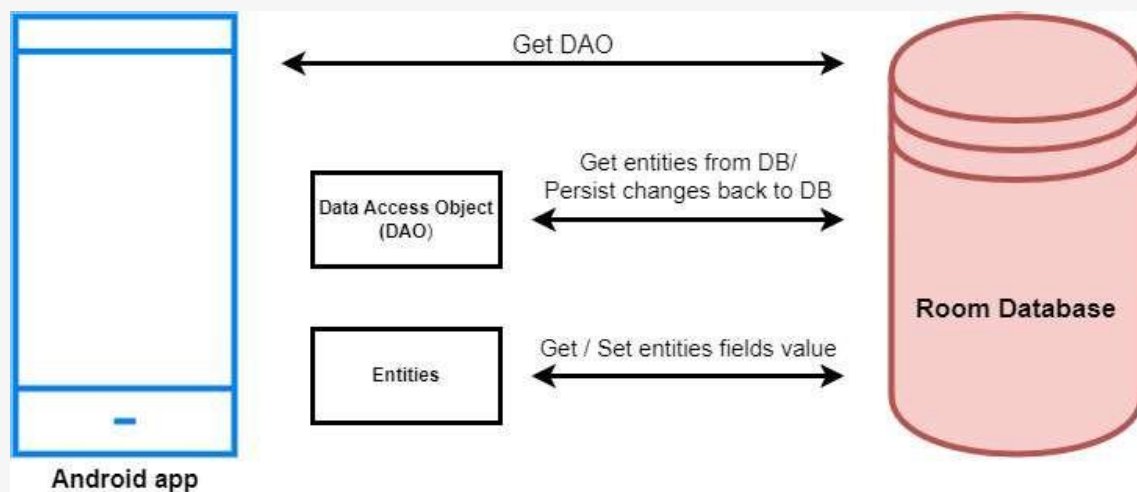 Get DAO
Get entities from DB/
Persist changes back to DB
Data Access Object
(DAO)
Room Database
Get / Set entities fields value
Entities
Android app